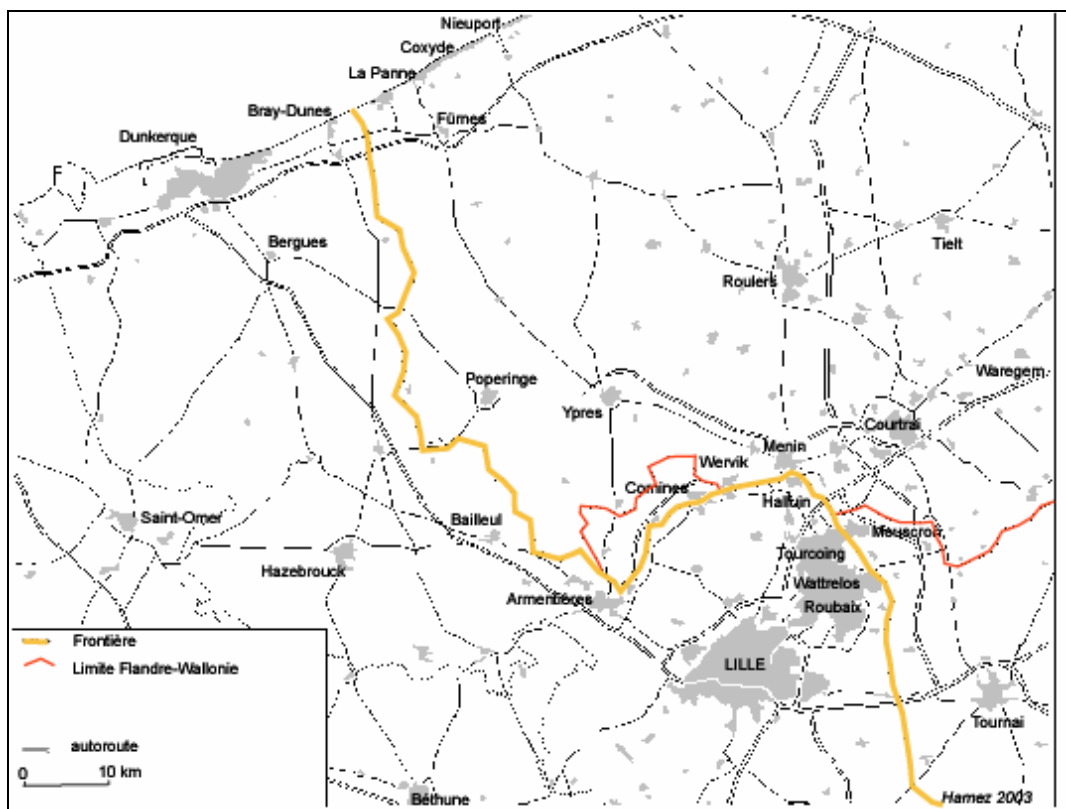 Nieuport
Coxyde
La Panne
Bray-Dunes
Fûrnes
Dunkerque
Bergues
Tielt
Roulers
Waregem
Poperinge
Ypres
Courtrai
Menin
Wervik
Comines
Halluin
Saint-Omer
Bailleul
Mouscron
Hazebrouck
Tourcoing
Wattrelos
Armentières
Roubaix
LILLE
Tournai
Béthune
Frontière
Limite Flandre-Wallonie
autoroute
0 10 km
Hamez 2003